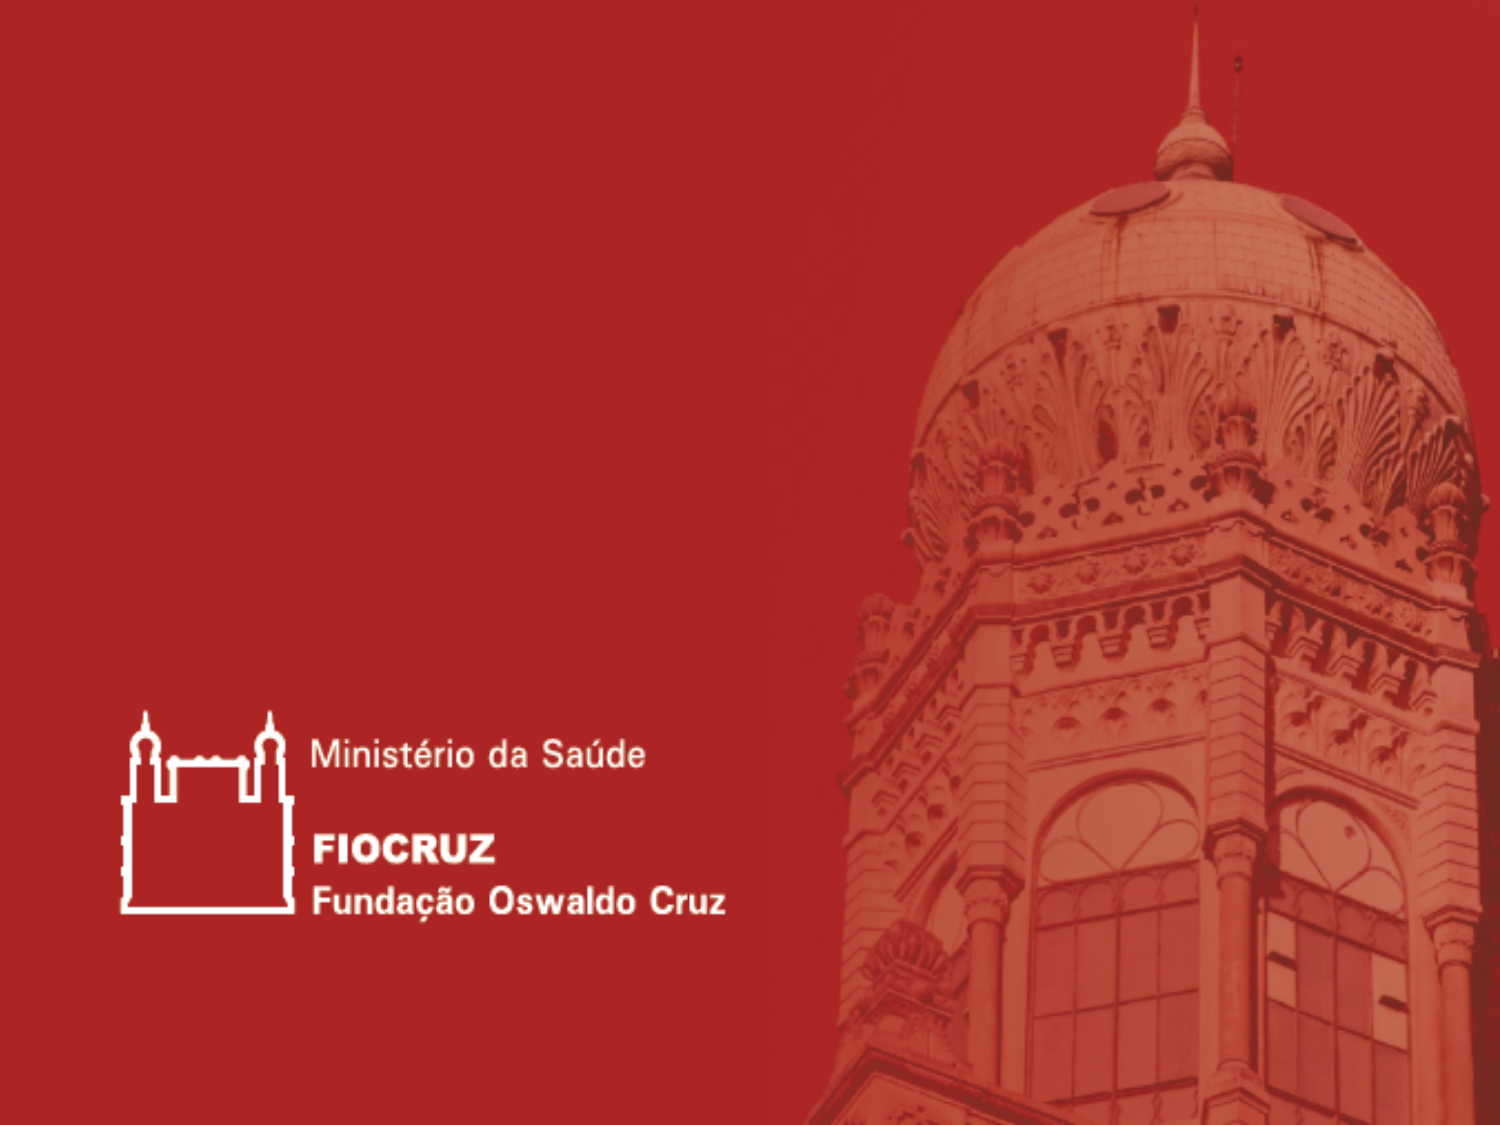 Ministério da Saúde
FIOCRUZ
Fundação Oswaldo Cruz